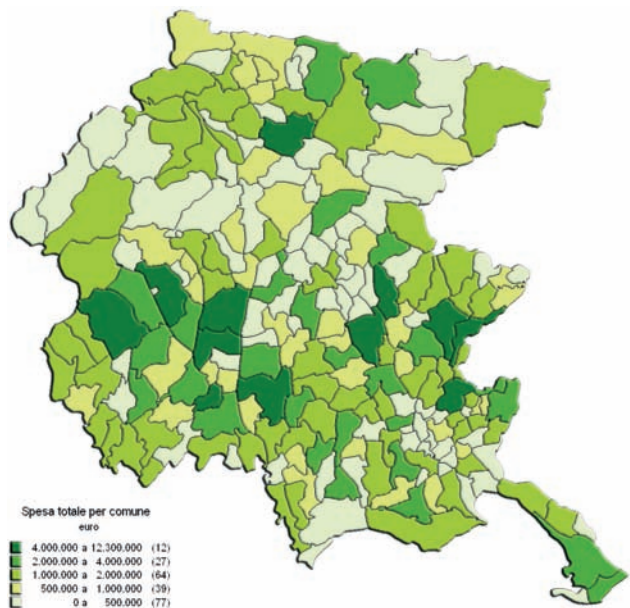 Spesa totale per comune
euro
4.000.000 a 12.300.000 (12)
2.000.000 a 4.000.000 (27)
1.000.000 a 2.000.000 (64)
500.000 a 1.000.000 (39)
0 a 500.000 (77)